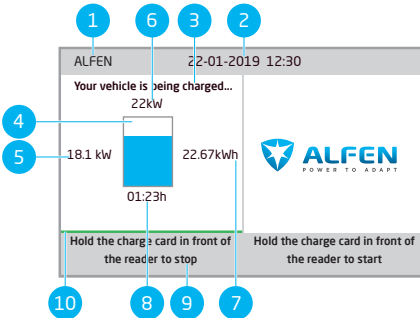 6
3
1
2
ALFEN
22-01-2019 12:30
Your vehicle is being charged...
22kW
4
5
18.1 kW
22.67kWh
ALFEN
POWER TO ADAPT
01:23h
Hold the charge card in front of
the reader to stop
Hold the charge card in front of
the reader to start
10
8
9
7